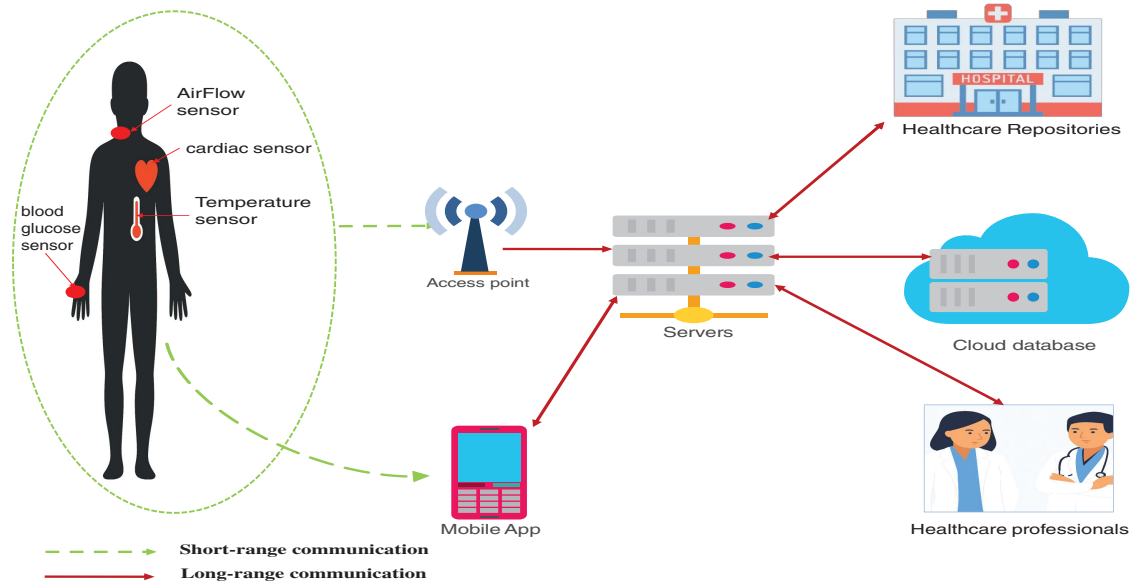 AirFlow
sensor
cardiac sensor
Temperature
sensor
blood
glucose
sensor
Access point
Mobile App
Servers
HOSPITAL
Healthcare Repositories
Cloud database
Healthcare professionals
Short-range communication
Long-range communication